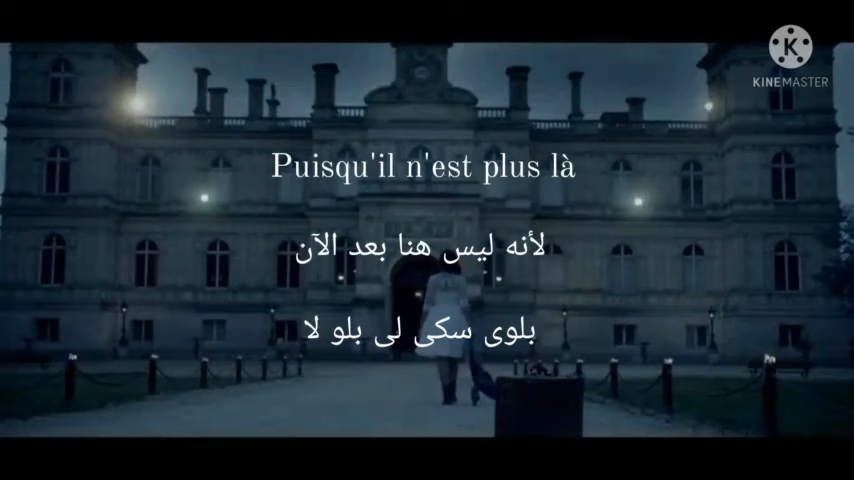 K
KINEMASTER
Puisqu'il n'est plus là
لأنه ليس هنا بعد الآن
بلوى سكى لى بلو لا